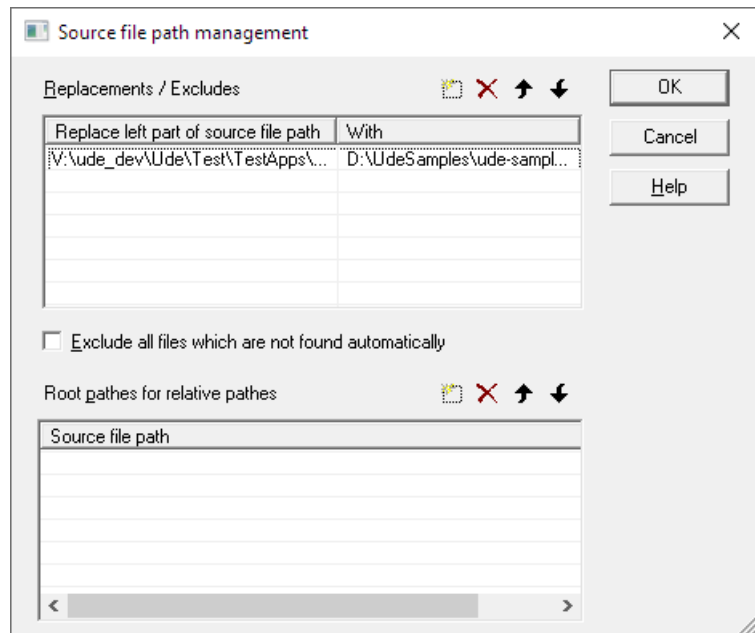 Source file path management
Replacements / Excludes
OK
Replace left part of source file path With
Cancel
V:\ude_dev\Ude\Test\TestApps\... D:\UdeSamples\ude-sampl...
Help
Exclude all files which are not found automatically
Root pathes for relative pathes
Source file path